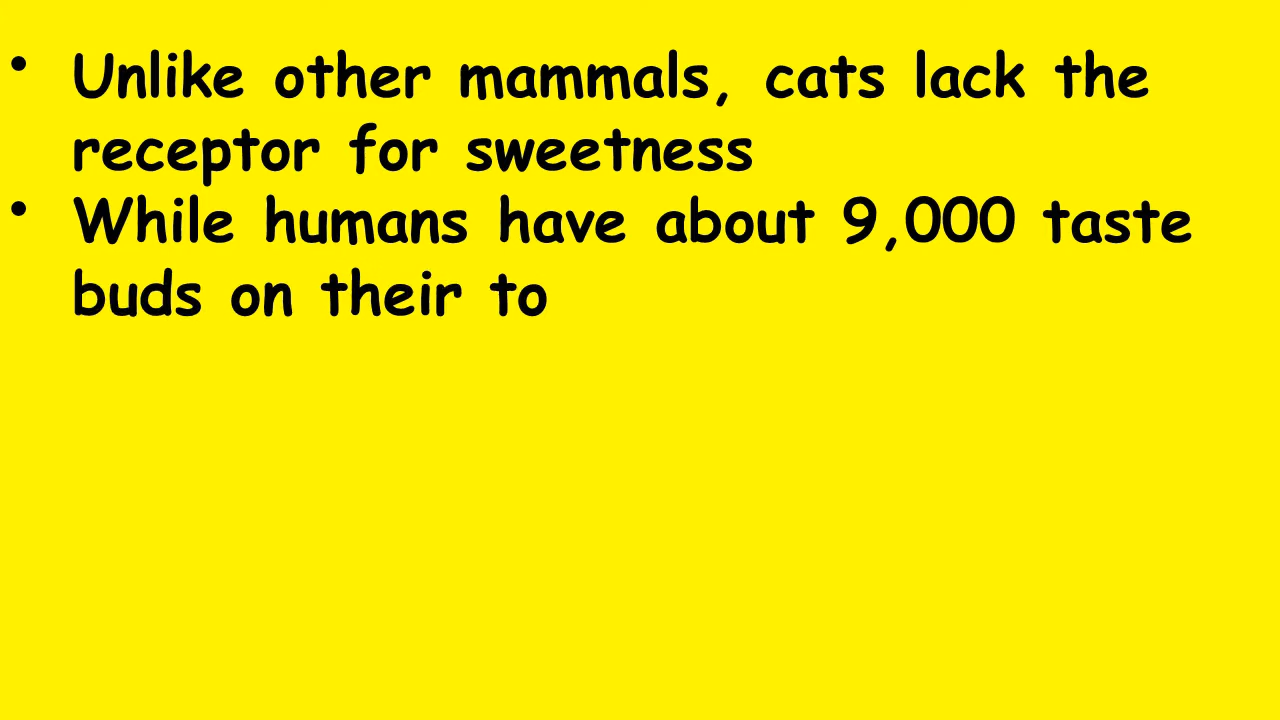 • Unlike other mammals, cats lack the
receptor for sweetness
• While humans have about 9,000 taste
buds on their to